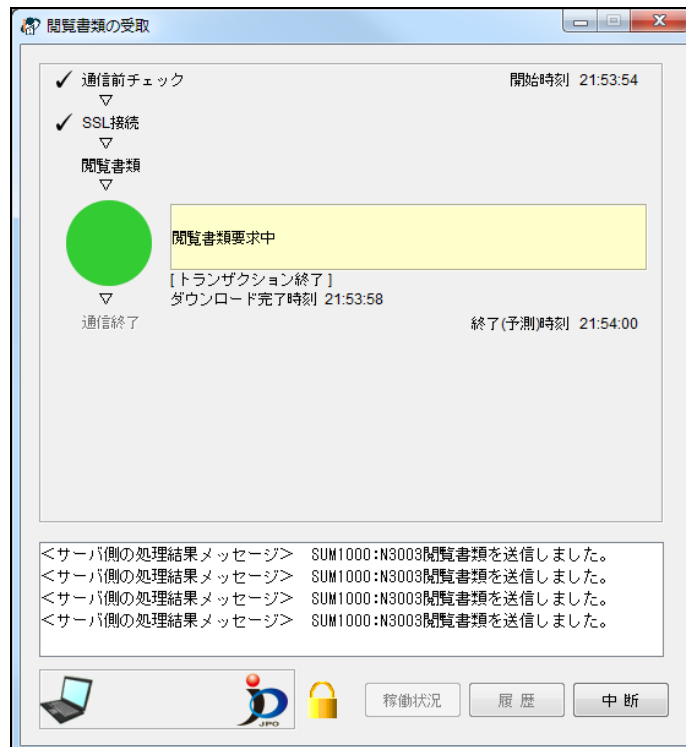 閲覧書類の受取
✓ 通信前チェック 開始時刻 21:53:54
▽
✓ SSL接続
▽
閲覧書類
▽
閲覧書類要求中
[トランザクション終了]
▽ ダウンロード完了時刻 21:53:58
通信終了 終了(予測)時刻 21:54:00
<サーバ側の処理結果メッセージ> SUM1000:N3003閲覧書類を送信しました。
<サーバ側の処理結果メッセージ> SUM1000:N3003閲覧書類を送信しました。
<サーバ側の処理結果メッセージ> SUM1000:N3003閲覧書類を送信しました。
<サーバ側の処理結果メッセージ> SUM1000:N3003閲覧書類を送信しました。
JPO 稼働状況 履歴 中断